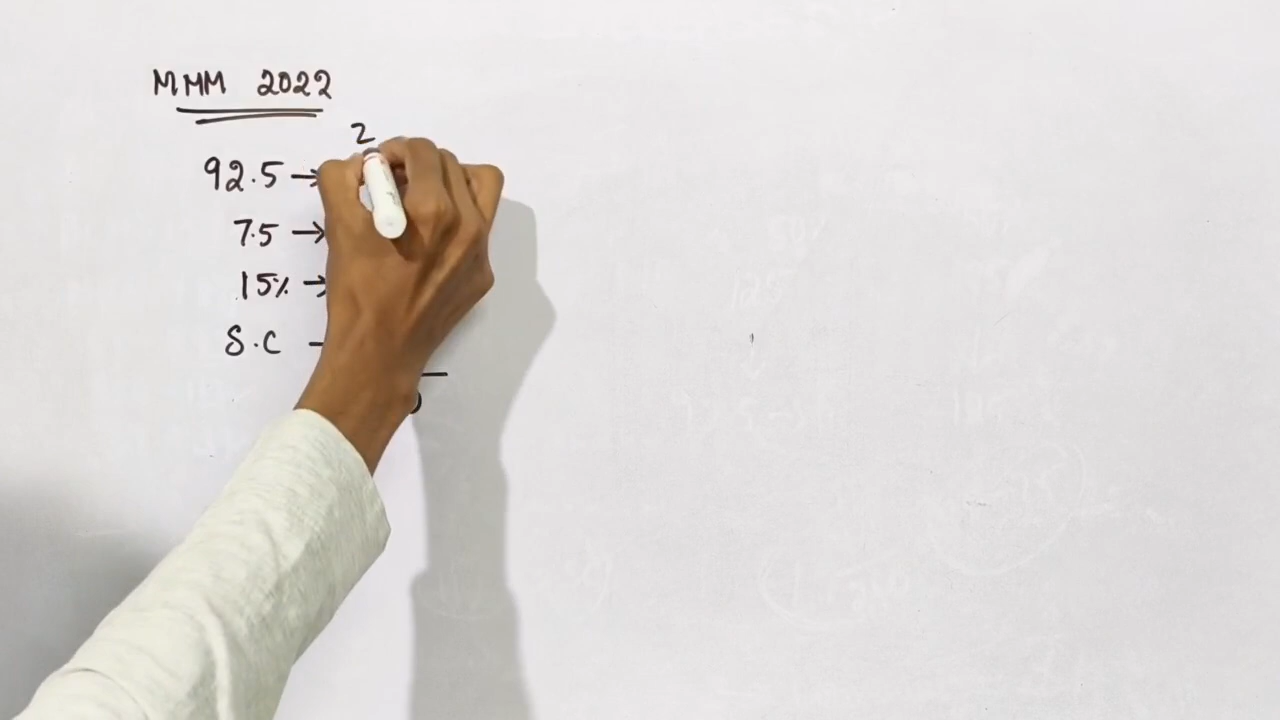 MMM 2022
2
92.5 →
7.5 →
15% →
S.C -